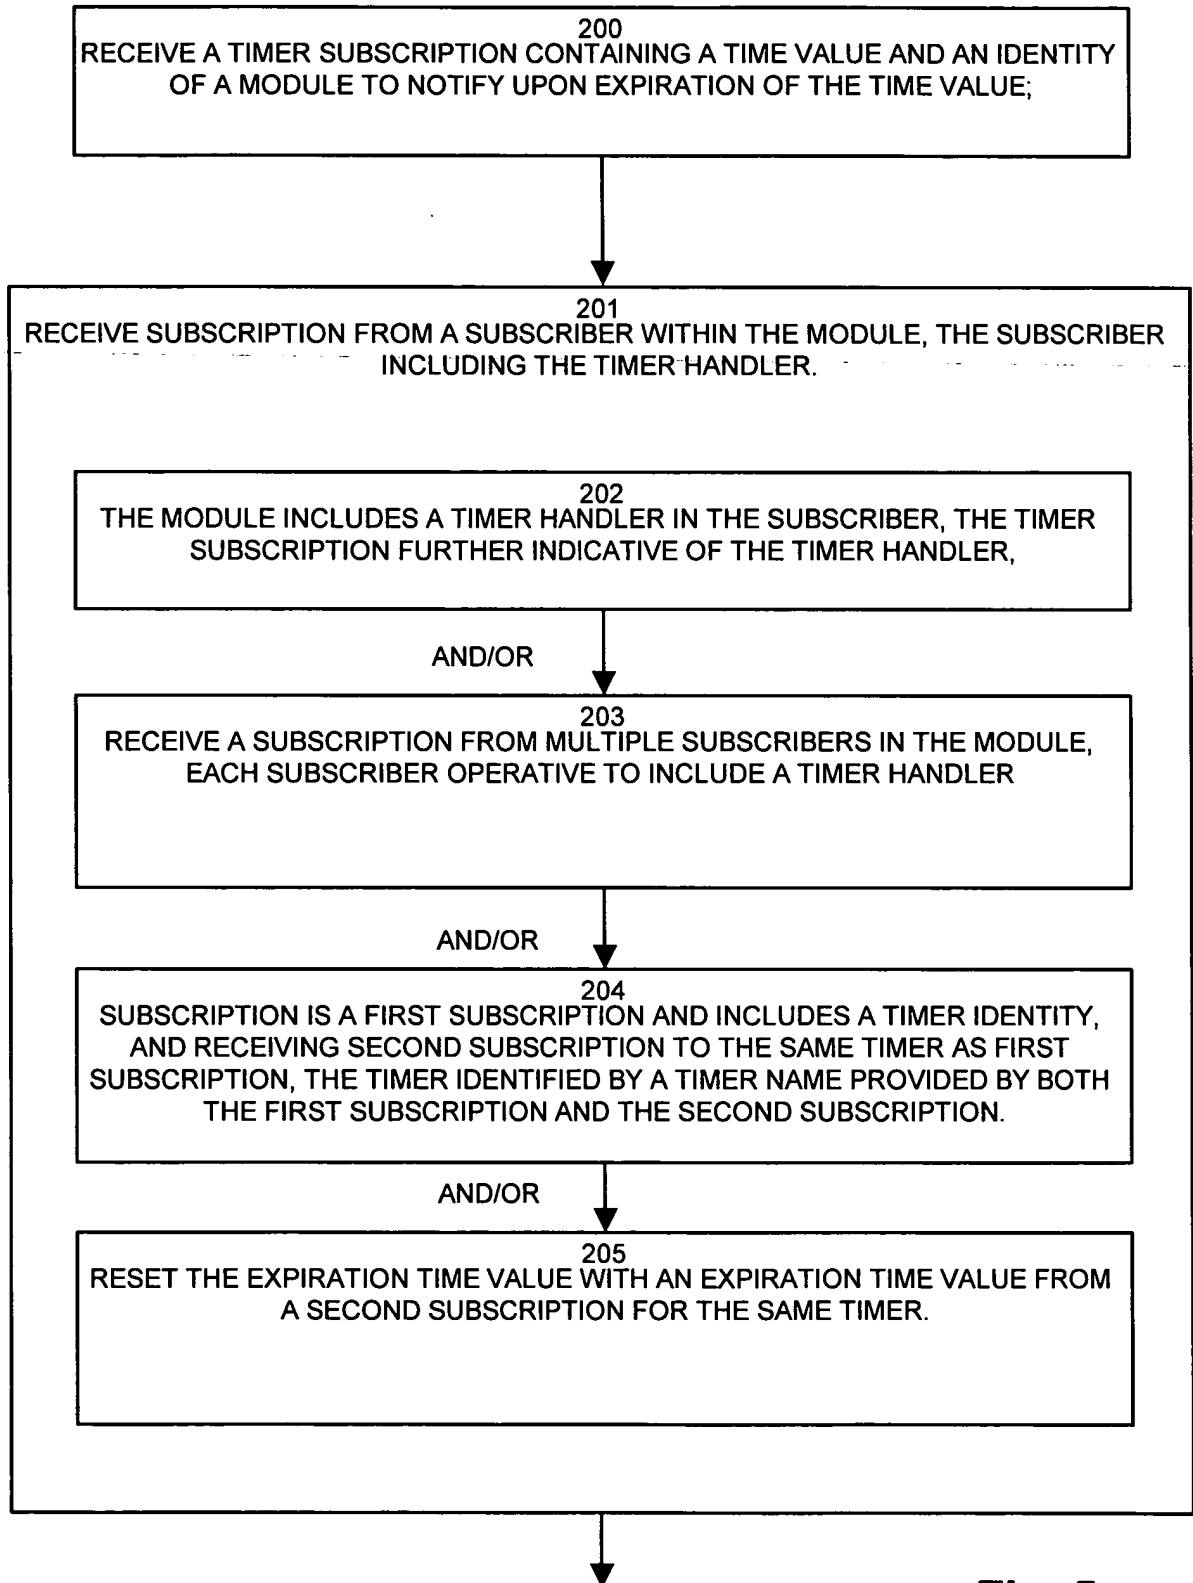 200
RECEIVE A TIMER SUBSCRIPTION CONTAINING A TIME VALUE AND AN IDENTITY
OF A MODULE TO NOTIFY UPON EXPIRATION OF THE TIME VALUE;
201
RECEIVE SUBSCRIPTION FROM A SUBSCRIBER WITHIN THE MODULE, THE SUBSCRIBER
INCLUDING THE TIMER HANDLER.
202
THE MODULE INCLUDES A TIMER HANDLER IN THE SUBSCRIBER, THE TIMER
SUBSCRIPTION FURTHER INDICATIVE OF THE TIMER HANDLER,
AND/OR
203
RECEIVE A SUBSCRIPTION FROM MULTIPLE SUBSCRIBERS IN THE MODULE,
EACH SUBSCRIBER OPERATIVE TO INCLUDE A TIMER HANDLER
AND/OR
204
SUBSCRIPTION IS A FIRST SUBSCRIPTION AND INCLUDES A TIMER IDENTITY,
AND RECEIVING SECOND SUBSCRIPTION TO THE SAME TIMER AS FIRST
SUBSCRIPTION, THE TIMER IDENTIFIED BY A TIMER NAME PROVIDED BY BOTH
THE FIRST SUBSCRIPTION AND THE SECOND SUBSCRIPTION.
AND/OR
205
RESET THE EXPIRATION TIME VALUE WITH AN EXPIRATION TIME VALUE FROM
A SECOND SUBSCRIPTION FOR THE SAME TIMER.